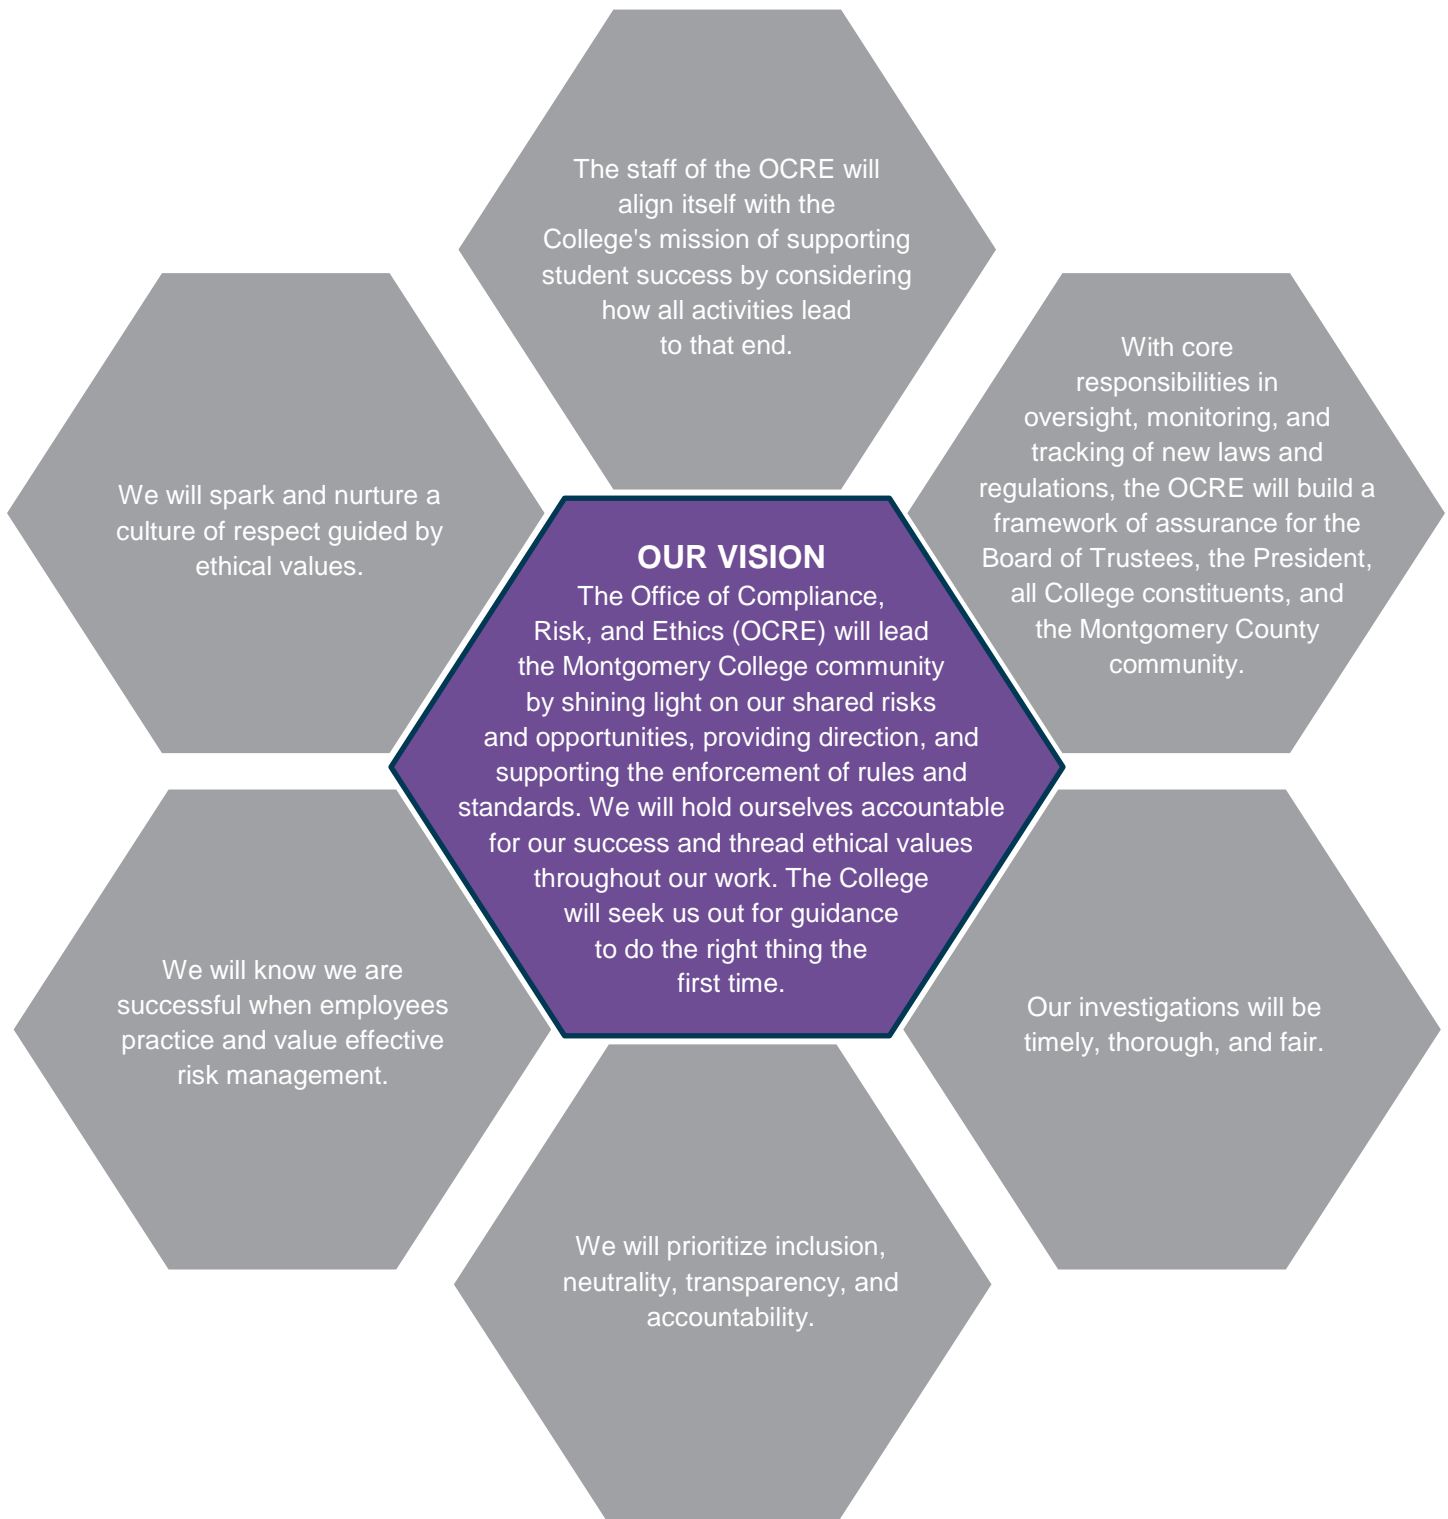 The staff of the OCRE will
align itself with the
College's mission of supporting
student success by considering
how all activities lead
to that end.
With core
responsibilities in
oversight, monitoring, and
tracking of new laws and
regulations, the OCRE will build a
framework of assurance for the
Board of Trustees, the President,
all College constituents, and
the Montgomery County
community.
We will spark and nurture a
culture of respect guided by
ethical values.
OUR VISION
The Office of Compliance,
Risk, and Ethics (OCRE) will lead
the Montgomery College community
by shining light on our shared risks
and opportunities, providing direction, and
supporting the enforcement of rules and
standards. We will hold ourselves accountable
for our success and thread ethical values
throughout our work. The College
will seek us out for guidance
to do the right thing the
first time.
We will know we are
successful when employees
practice and value effective
risk management.
Our investigations will be
timely, thorough, and fair.
We will prioritize inclusion,
neutrality, transparency, and
accountability.